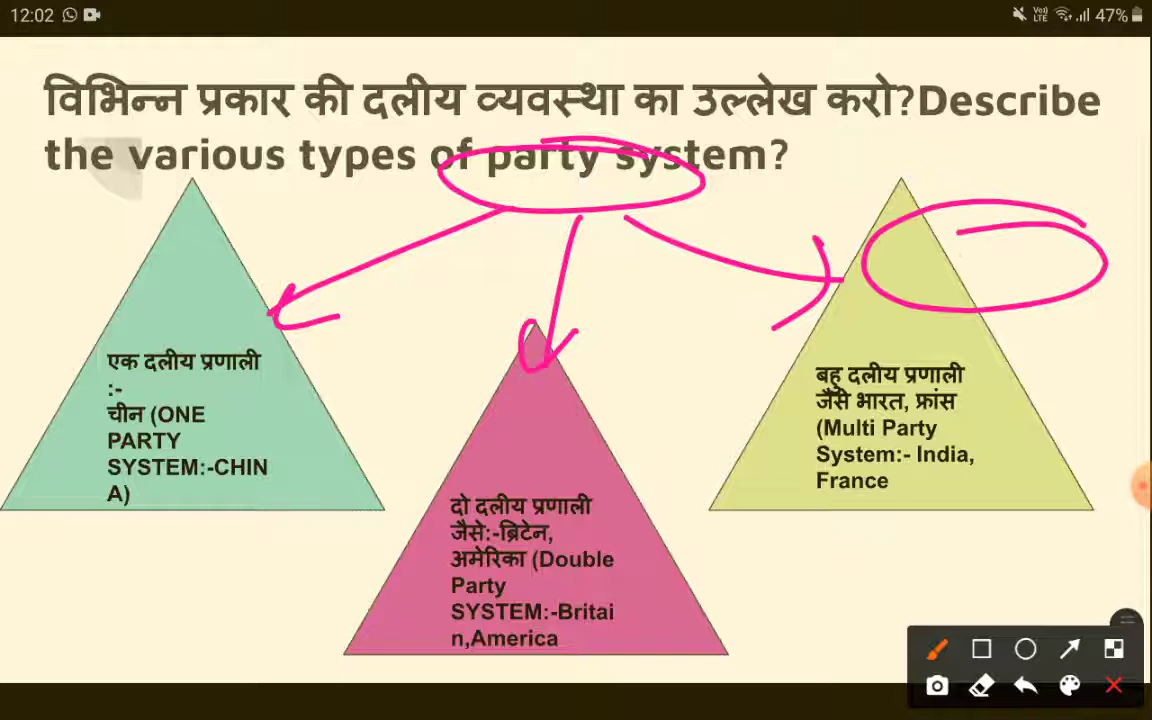 12:02
47%
विभिन्न प्रकार की दलीय व्यवस्था का उल्लेख करो?Describe
the various types of party system?
एक दलीय प्रणाली
:-
चीन (ONE
PARTY
SYSTEM:-CHIN
A)
दो दलीय प्रणाली
जैसे:-ब्रिटेन,
अमेरिका (Double
Party
SYSTEM:-Britai
n,America
बहु दलीय प्रणाली
जैसे भारत, फ्रांस
(Multi Party
System:- India,
France